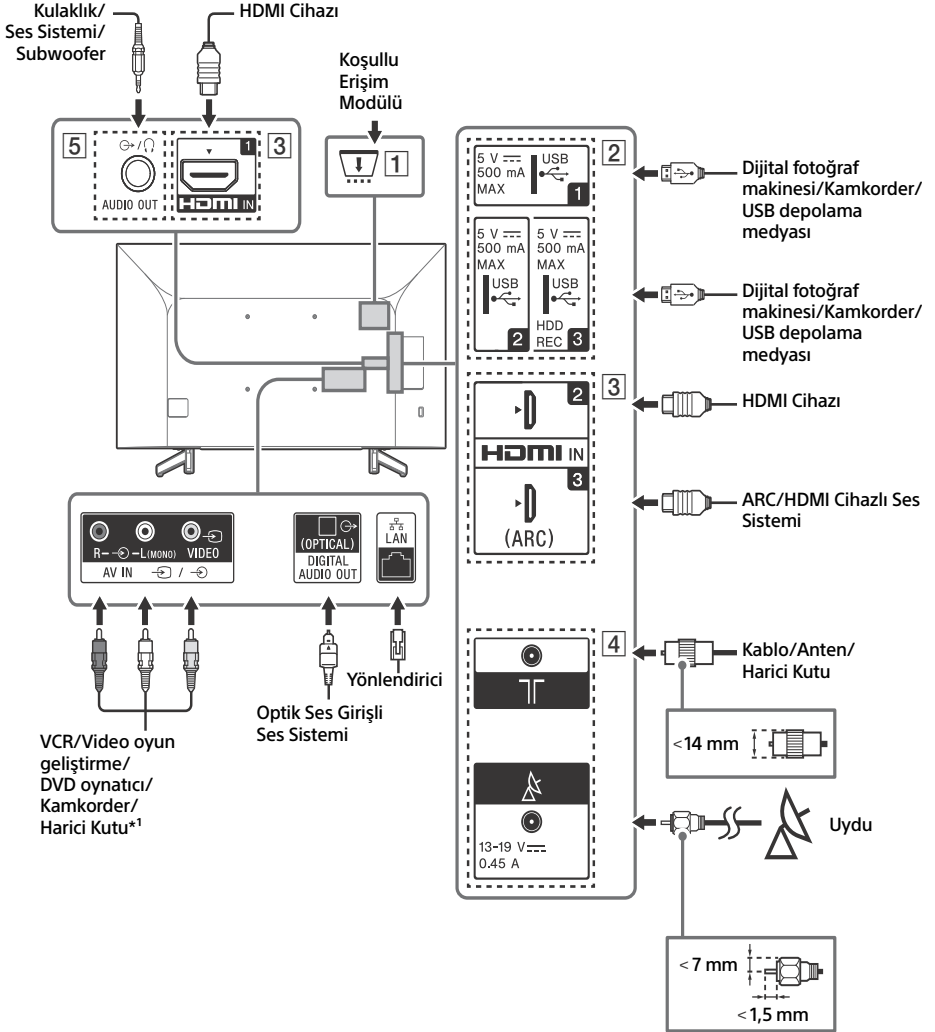 Kulaklık/
Ses Sistemi/
Subwoofer
HDMI Cihazı
Koşullu
Erişim
Modülü
5
AUDIO OUT
1
HDMI IN
3
1
5 V
500 mA
MAX
USB
1
2
Dijital fotoğraf
makinesi/Kamkorder/
USB depolama
medyası
5 V
500 mA
MAX
USB
2
5 V
500 mA
MAX
USB
HDD
REC 3
Dijital fotoğraf
makinesi/Kamkorder/
USB depolama
medyası
2
3
HDMI IN
HDMI Cihazı
3
(ARC)
ARC/HDMI Cihazlı Ses
Sistemi
R
L(MONO)
VIDEO
AV IN
/
(OPTICAL)
DIGITAL
AUDIO OUT
LAN
Yönlendirici
Optik Ses Girişli
Ses Sistemi
VCR/Video oyun
geliştirme/
DVD oynatıcı/
Kamkorder/
Harici Kutu*1
4
Kablo/Anten/
Harici Kutu
<14 mm
13-19 V
0.45 A
Uydu
<7 mm
<1,5 mm